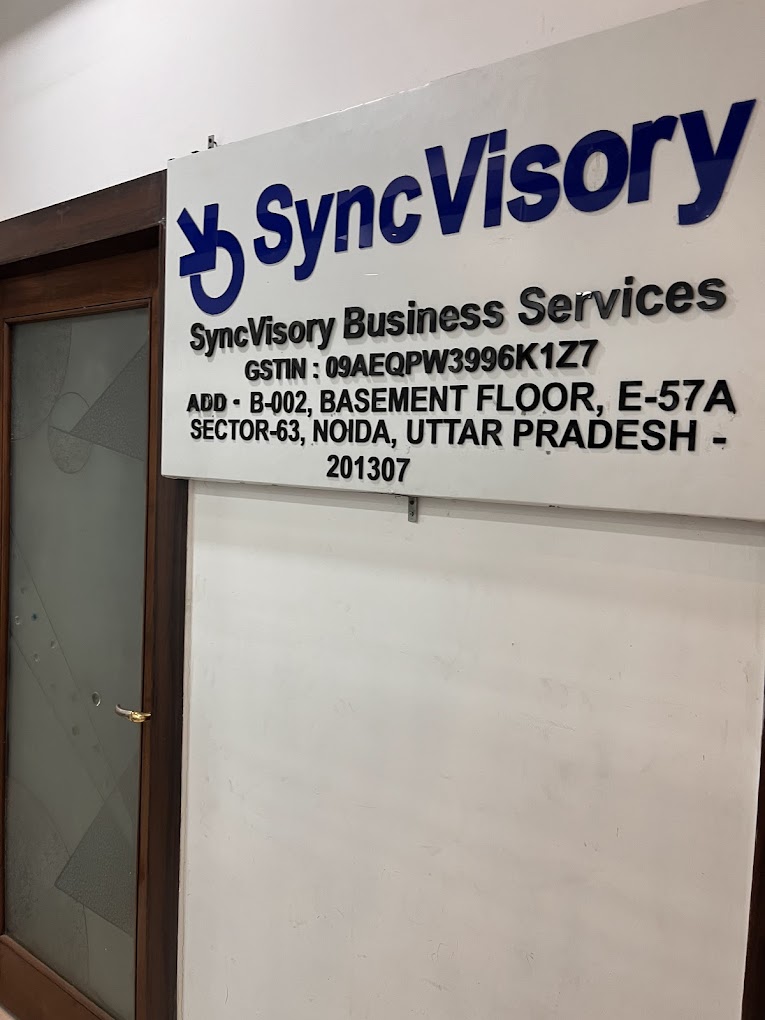 SyncVisory
SyncVisory Business Services
GSTIN : 09AEQPW3996K1Z7
ADD - B-002, BASEMENT FLOOR, E-57A
SECTOR-63, NOIDA, UTTAR PRADESH -
201307